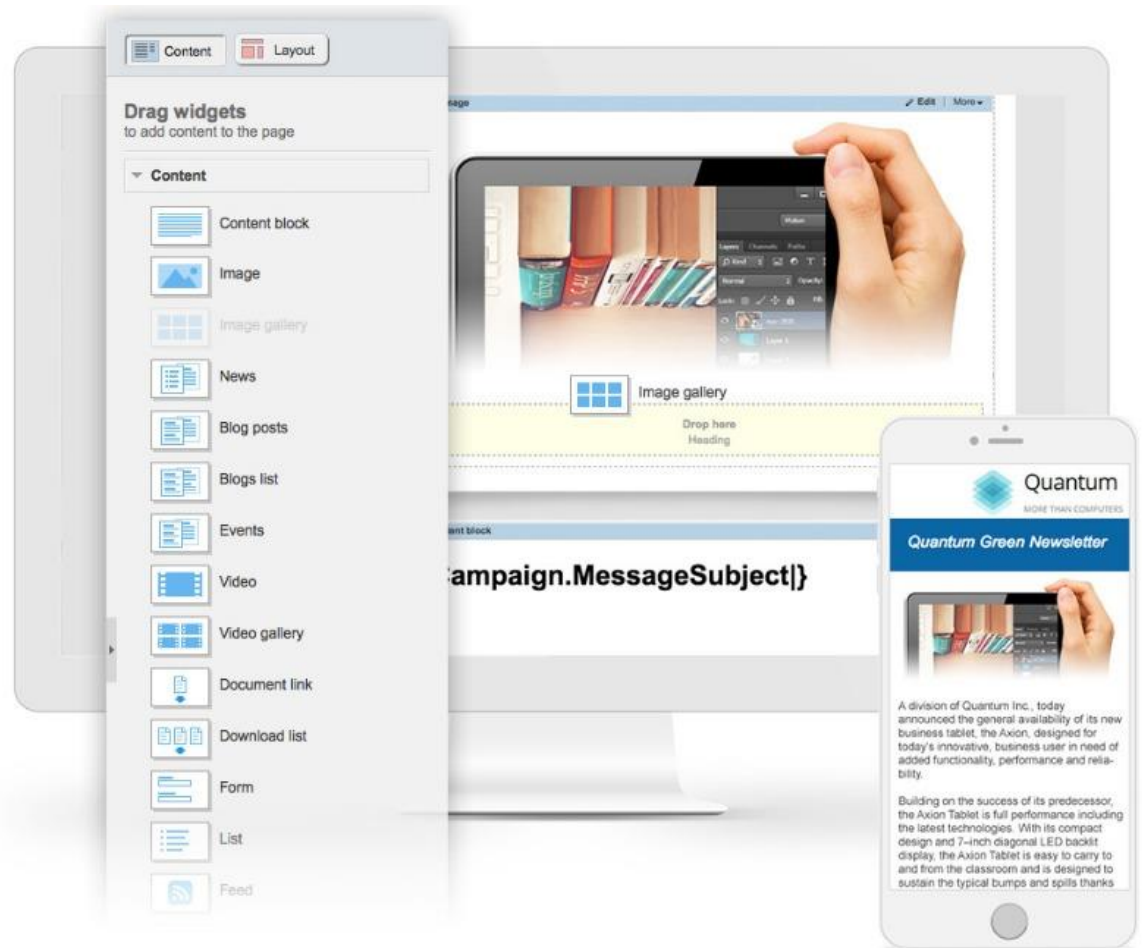 Content
Layout
Drag widgets
to add content to the page
Content
Content block
Image
Image gallery
News
Blog posts
Blogs list
Events
Video
Video gallery
Document link
Download list
Form
List
Feed
Edit
More
Layers Channels Paths
Normal
Opacity:
Image gallery
Drop here
Heading
Campaign.MessageSubject|}
Quantum
MORE THAN COMPUTERS
Quantum Green Newsletter
A division of Quantum Inc., today
announced the general availability of its new
business tablet, the Axion, designed for
today's innovative, business user in need of
added functionality, performance and relia-
bility.
Building on the success of its predecessor,
the Axion Tablet is full performance including
the latest technologies. With its compact
design and 7–inch diagonal LED backlit
display, the Axion Tablet is easy to carry to
and from the classroom and is designed to
sustain the typical bumps and spills thanks